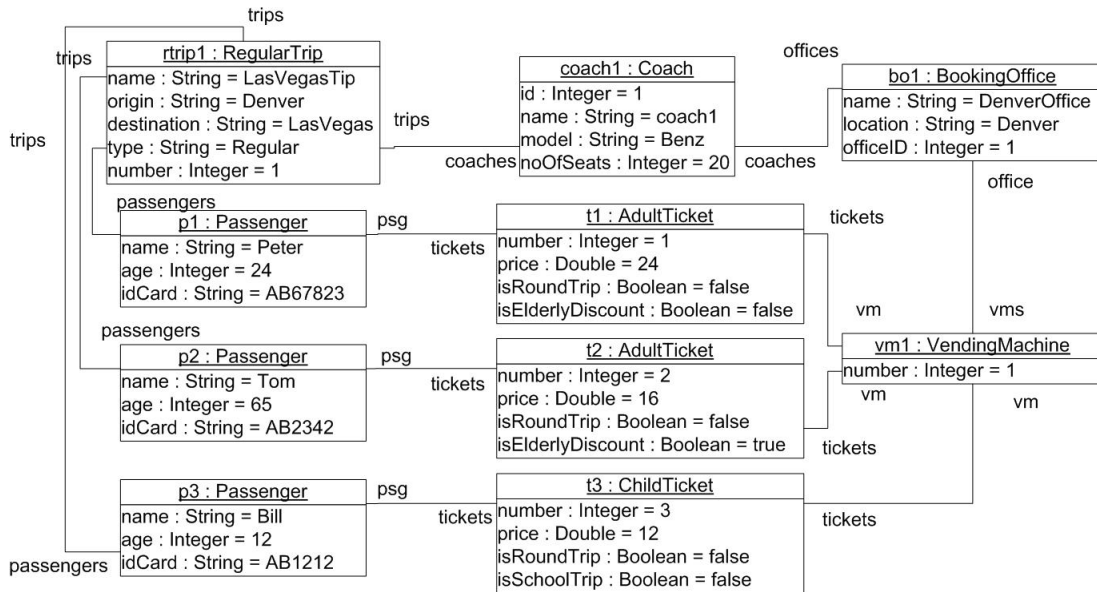 trips
trips
rtrip1 : RegularTrip
name : String = LasVegasTip
origin : String = Denver
destination : String = LasVegas
type : String = Regular
number : Integer = 1
trips
trips
coaches
coach1 : Coach
id : Integer = 1
name : String = coach1
model : String = Benz
noOfSeats : Integer = 20
offices
coaches
bo1 : BookingOffice
name : String = DenverOffice
location : String = Denver
officeID : Integer = 1
office
passengers
p1 : Passenger
name : String = Peter
age : Integer = 24
idCard : String = AB67823
psg
tickets
t1 : AdultTicket
number : Integer = 1
price : Double = 24
isRoundTrip : Boolean = false
isElderlyDiscount : Boolean = false
tickets
vm
vms
passengers
p2 : Passenger
name : String = Tom
age : Integer = 65
idCard : String = AB2342
psg
tickets
t2 : AdultTicket
number : Integer = 2
price : Double = 16
isRoundTrip : Boolean = false
isElderlyDiscount : Boolean = true
vm1 : VendingMachine
number : Integer = 1
vm
vm
tickets
p3 : Passenger
name : String = Bill
age : Integer = 12
idCard : String = AB1212
passengers
psg
tickets
t3 : ChildTicket
number : Integer = 3
price : Double = 12
isRoundTrip : Boolean = false
isSchoolTrip : Boolean = false
tickets